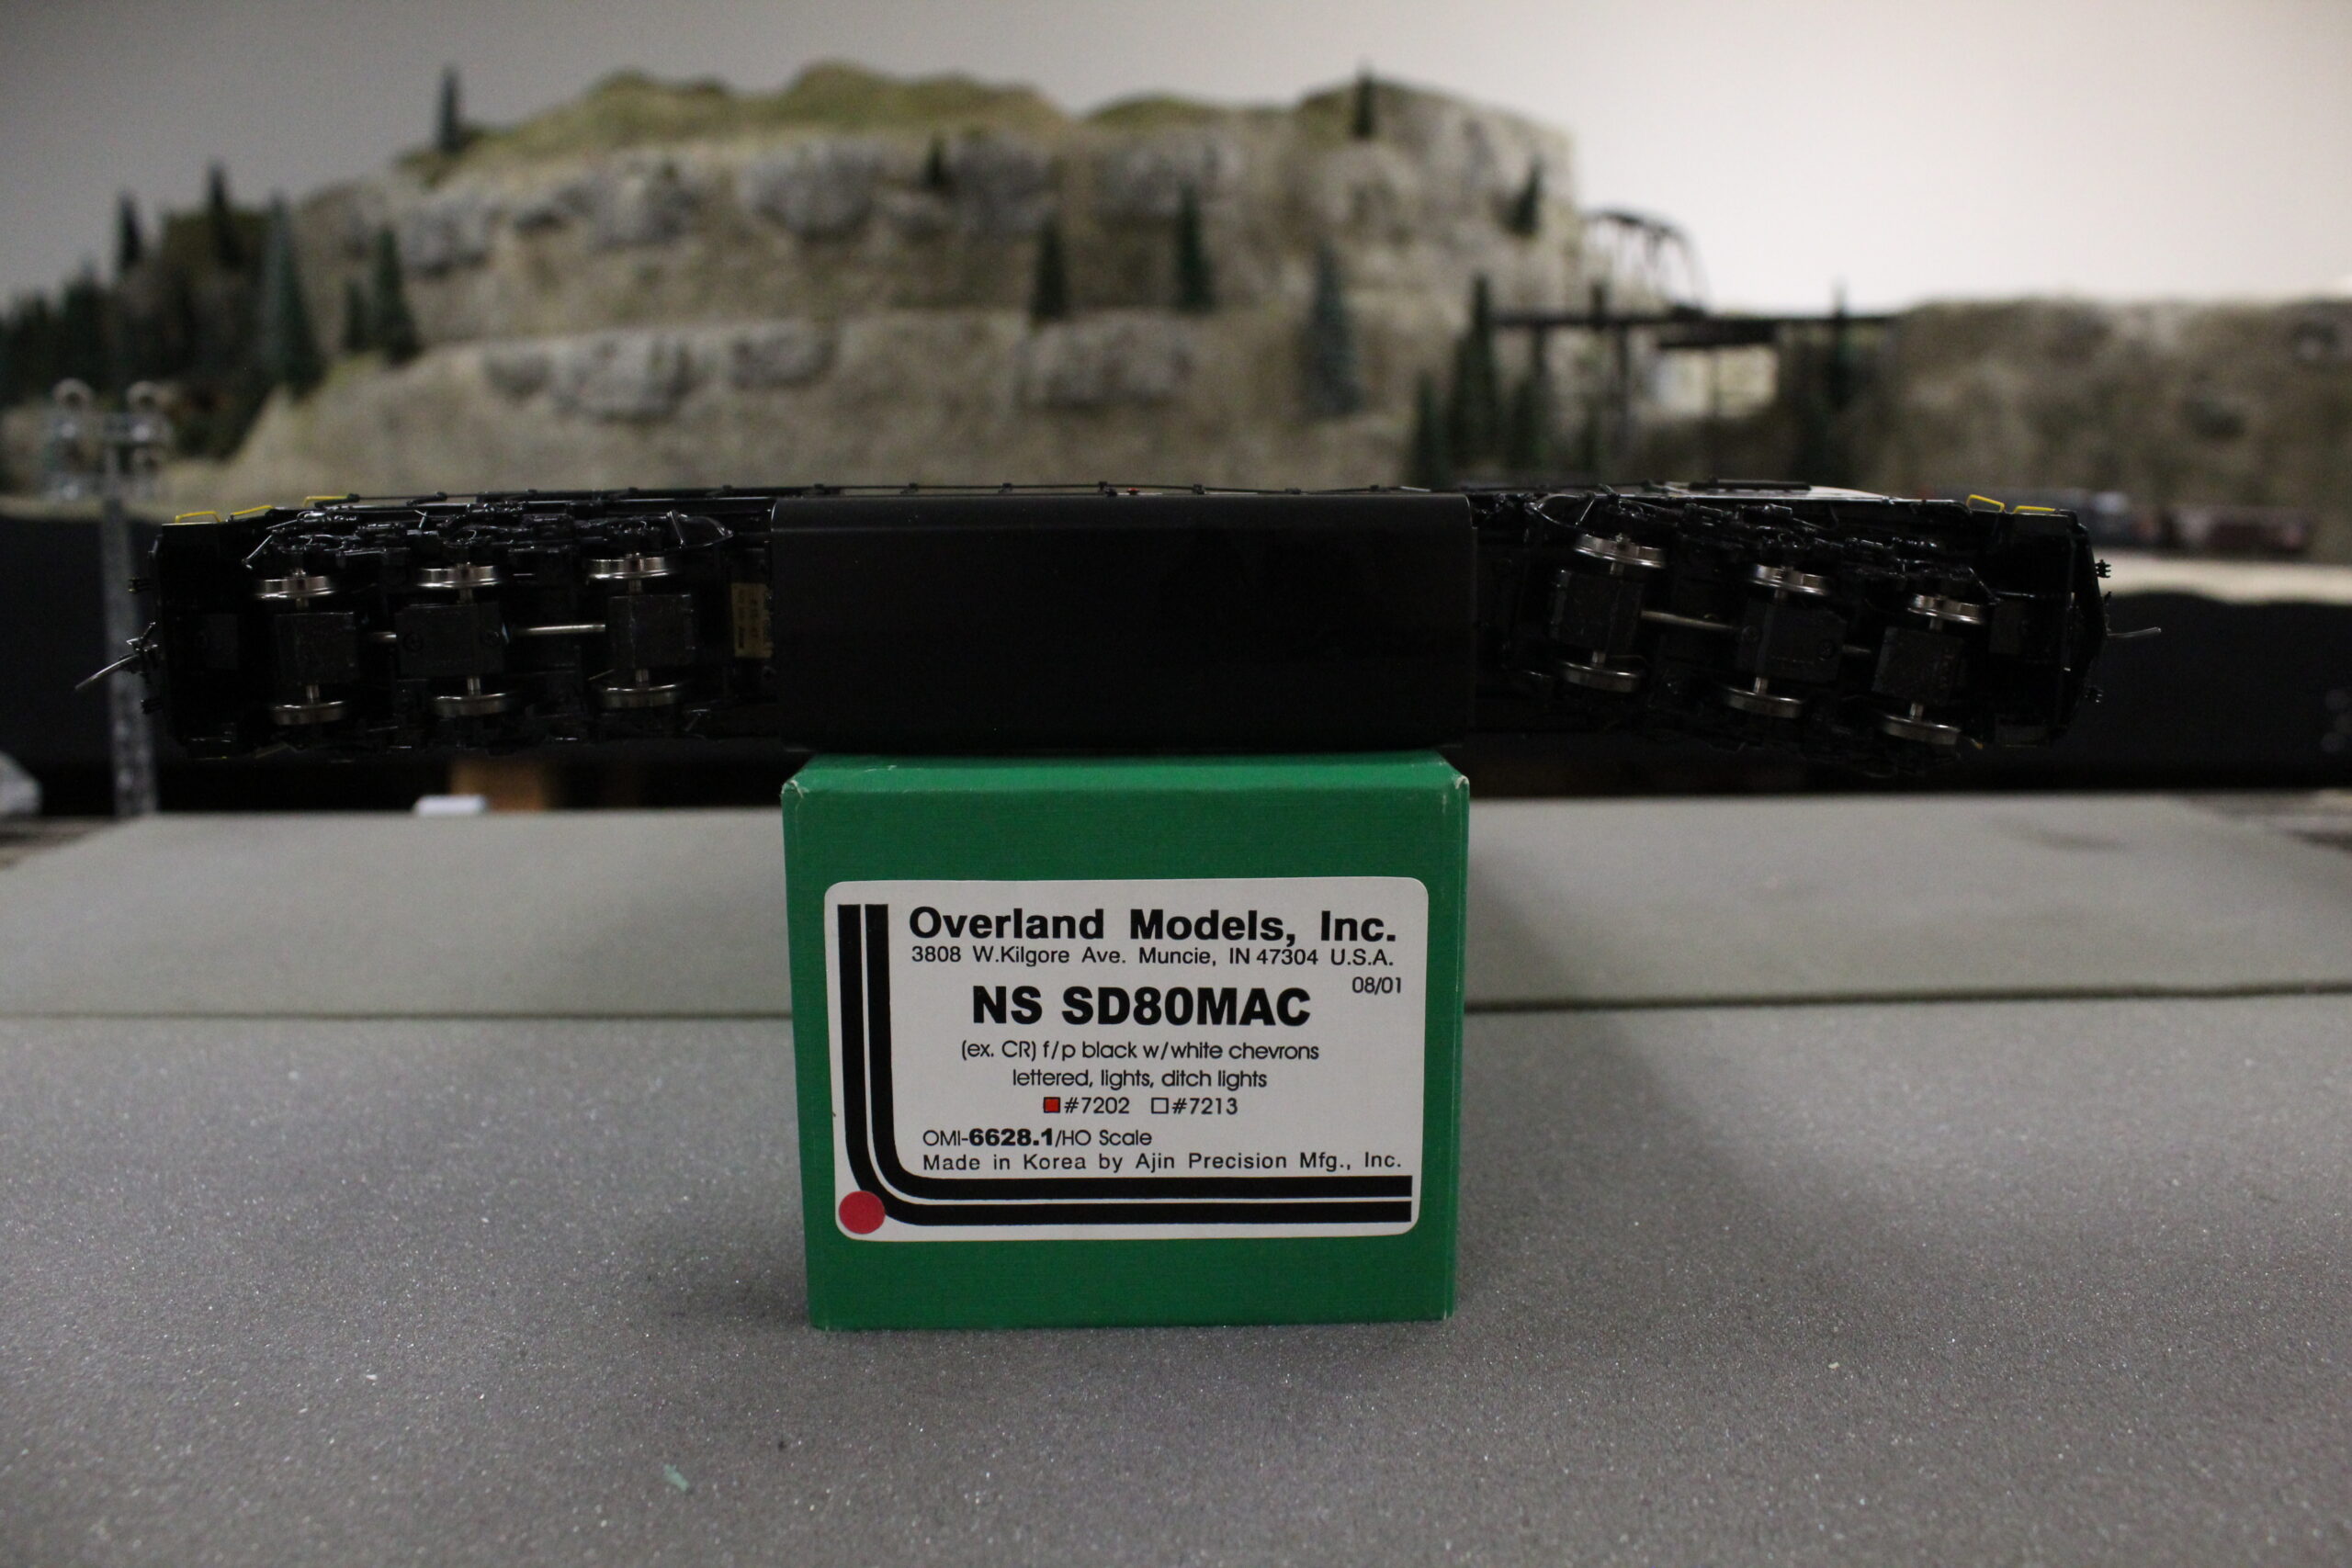 Overland Models, Inc.
3808 W.Kilgore Ave. Muncie, IN 47304 U.S.A.
08/01
NS SD80MAC
(ex. CR) f/p black w/white chevrons
lettered, lights, ditch lights
#7202 #7213
OMI-6628.1/HO Scale
Made in Korea by Ajin Precision Mfg., Inc.